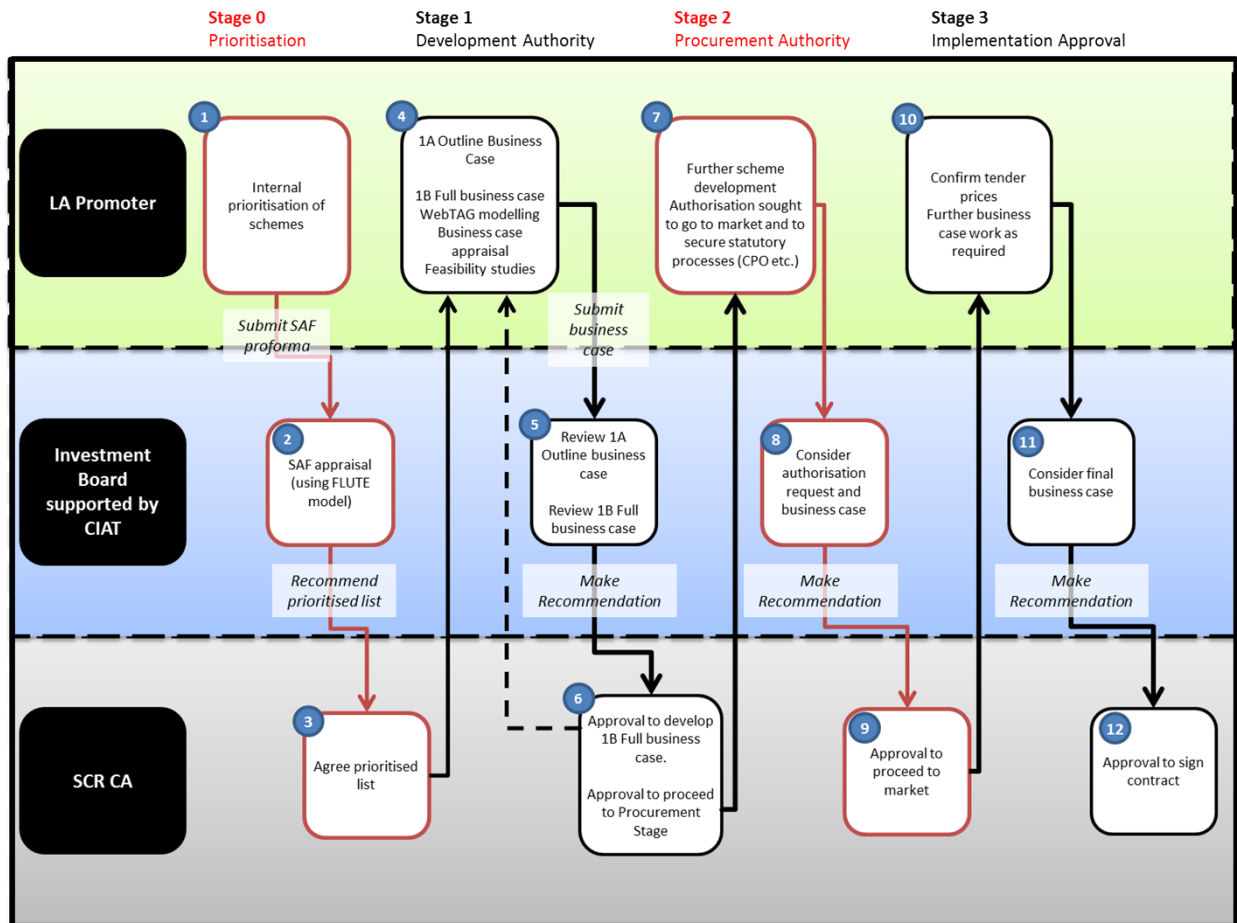 Stage 0
Prioritisation
Stage 1
Development Authority
Stage 2
Procurement Authority
Stage 3
Implementation Approval
LA Promoter
1
Internal
prioritisation of
schemes
4
1A Outline Business
Case
1B Full business case
WebTAG modelling
Business case
appraisal
Feasibility studies
7
Further scheme
development
Authorisation sought
to go to market and to
secure statutory
processes (CPO etc.)
10
Confirm tender
prices
Further business
case work as
required
Submit SAF
proforma
Submit
business
case
Investment
Board
supported by
CIAT
2
SAF appraisal
(using FLUTE
model)
5
Review 1A
Outline business
case
Review 1B Full
business case
8
Consider
authorisation
request and
business case
11
Consider final
business case
Recommend
prioritised list
Make
Recommendation
Make
Recommendation
Make
Recommendation
SCR CA
3
Agree prioritised
list
6
Approval to develop
1B Full business
case.
Approval to proceed
to Procurement
Stage
9
Approval to
proceed to
market
12
Approval to sign
contract